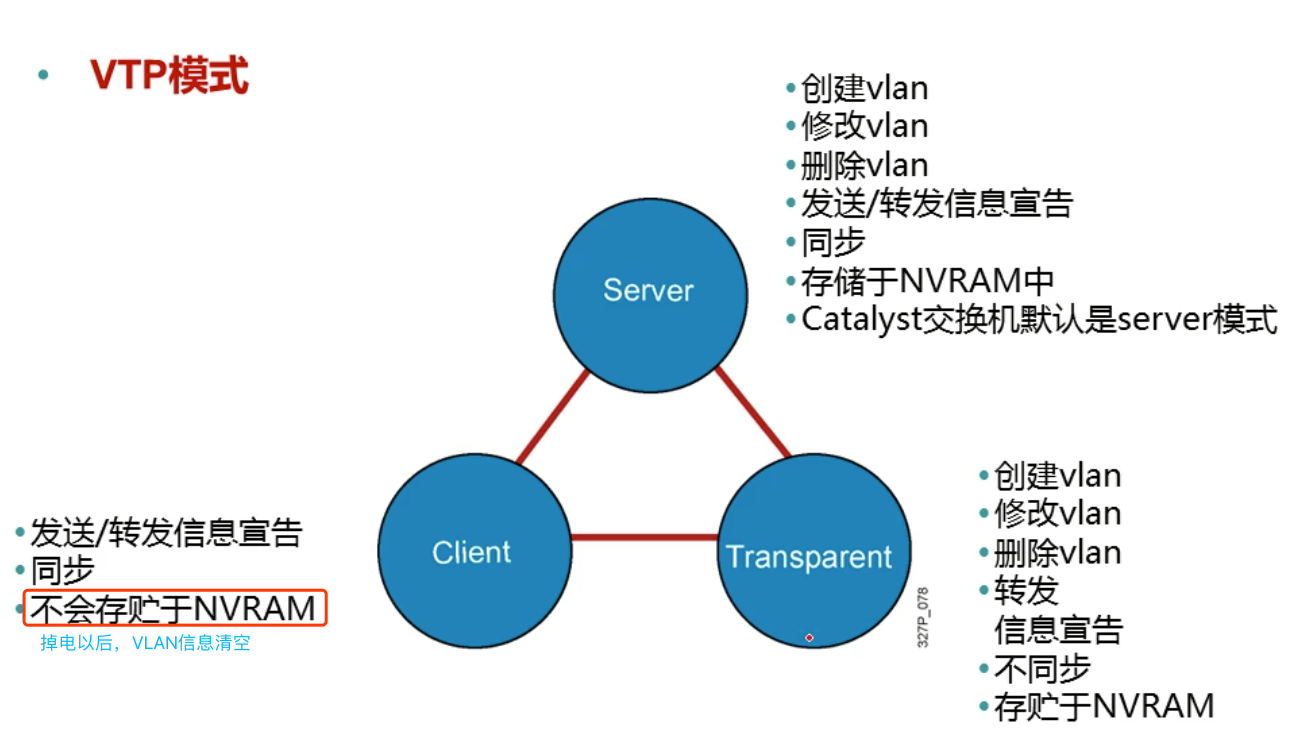 • VTP模式
•创建vlan
•修改vlan
•删除vlan
•发送/转发信息宣告
•同步
•存储于NVRAM中
•Catalyst交换机默认是server模式
Server
Client
Transparent
•发送/转发信息宣告
•同步
•不会存贮于NVRAM
掉电以后，VLAN信息清空
•创建vlan
•修改vlan
•删除vlan
•转发
信息宣告
•不同步
•存贮于NVRAM
327P_078